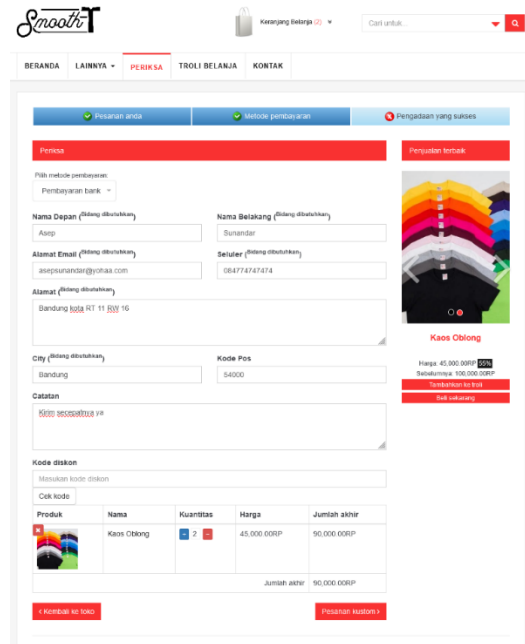 Smooth-T
Keranjang Belanja (2)
Cari untuk..
BERANDA LAINNYA PERIKSA TROLI BELANJA KONTAK
Pesanan anda Metode pembayaran Pengadaan yang sukses
Periksa
Pilih metode pembayaran:
Pembayaran bank
Nama Depan (Bidang dibutuhkan) Nama Belakang (Bidang dibutuhkan)
Asep Sunandar
Alamat Email (Bidang dibutuhkan) Seluler (Bidang dibutuhkan)
asepsunandar@yohaa.com 084774747474
Alamat (Bidang dibutuhkan)
Bandung kota RT 11 RW 16
City (Bidang dibutuhkan) Kode Pos
Bandung 54000
Catatan
Kirim secepatnya ya
Kode diskon
Masukan kode diskon
Cek kode
Produk Nama Kuantitas Harga Jumlah akhir
Kaos Oblong - 2 - 45,000.00RP 90,000.00RP
Jumlah akhir 90,000.00RP
Kembali ke toko Pesanan kustom
Penjualan terbaik
Kaos Oblong
Harga: 45,000.00RP 55%
Sebelumnya: 100,000.00RP
Tambahkan ke troli
Beli sekarang